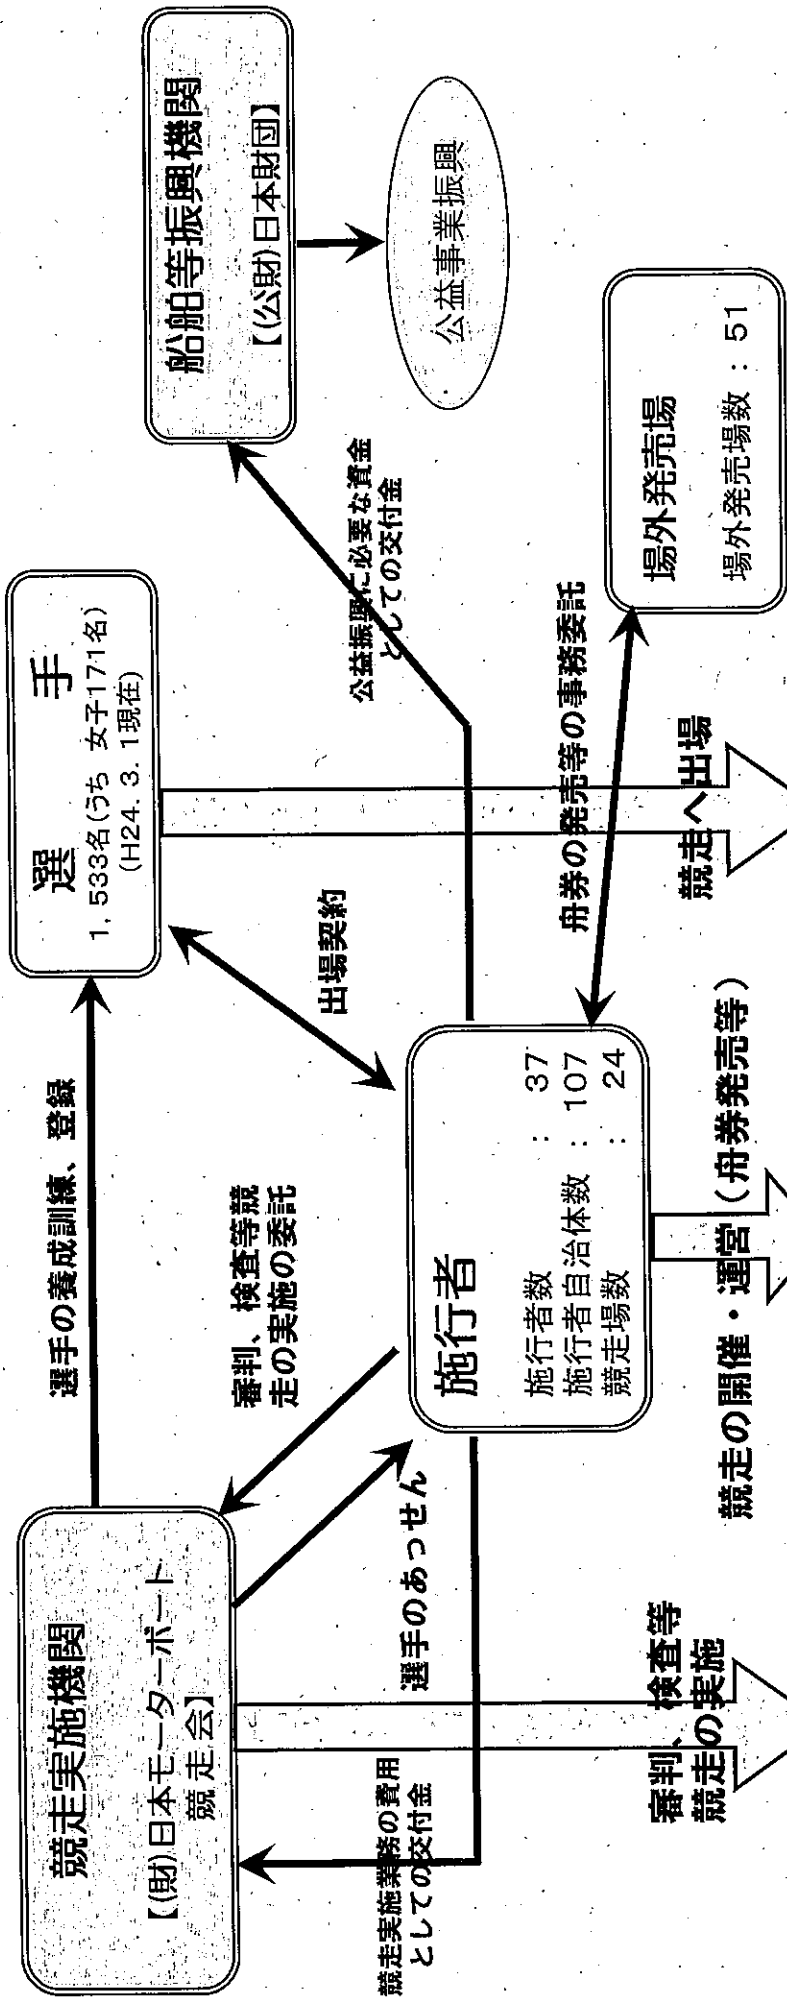 競走実施機関
【(財)日本モーターボート
競走会】
選手の養成訓練、登録
選　手
1,533名(うち 女子171名)
(H24.3.1現在)
船舶等振興機関
【(公財)日本財団】
公益事業振興
審判、検査等競
走の実施の委託
出場契約
公益振興に必要な資金
としての交付金
選手のあっせん
競走実施業務の費用
としての交付金
施行者
施行者数 : 37
施行者自治体数 : 107
競走場数 : 24
舟券の発売等の事務委託
場外発売場
場外発売場数 : 51
審判、検査等
競走の実施
競走の開催・運営(舟券発売等)
競走へ出場